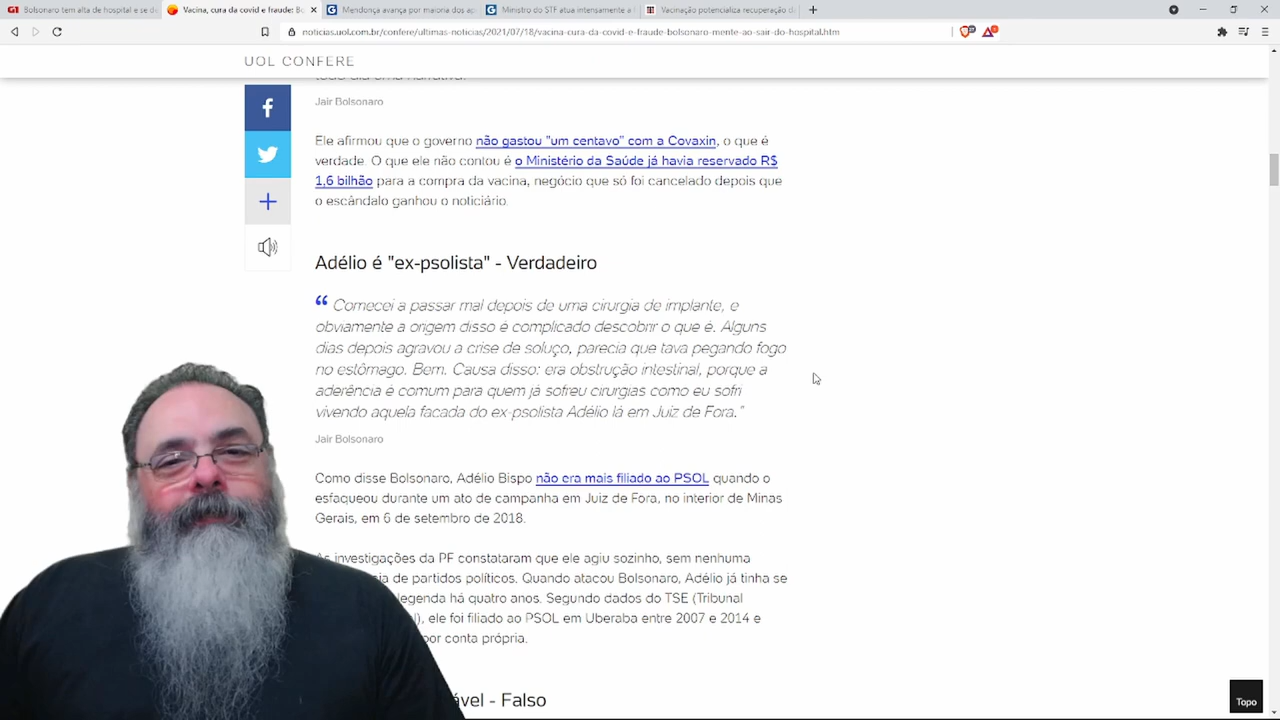 Bolsonaro tem alta de hospital e se d
Vacina, cura da covid e fraude: Bo
Mendonça avança por maioria dos ap
Ministro do STF atua intensamente a f
Vacinação potencializa recuperação da
noticias.uol.com.br/confere/ultimas-noticias/2021/07/18/vacina-cura-da-covid-e-fraude-bolsonaro-mente-ao-sair-do-hospital.htm
UOL CONFERE
Jair Bolsonaro
Ele afirmou que o governo não gastou "um centavo" com a Covaxin, o que é
verdade. O que ele não contou é o Ministério da Saúde já havia reservado R$
1,6 bilhão para a compra da vacina, negócio que só foi cancelado depois que
o escândalo ganhou o noticiário.
Adélio é "ex-psolista" - Verdadeiro
“ Comecei a passar mal depois de uma cirurgia de implante, e
obviamente a origem disso é complicado descobrir o que é. Alguns
dias depois agravou a crise de soluço, parecia que tava pegando fogo
no estômago. Bem. Causa disso: era obstrução intestinal, porque a
aderência é comum para quem já sofreu cirurgias como eu sofri
vivendo aquela facada do ex-psolista Adélio lá em Juiz de Fora.”
Jair Bolsonaro
Como disse Bolsonaro, Adélio Bispo não era mais filiado ao PSOL quando o
esfaqueou durante um ato de campanha em Juiz de Fora, no interior de Minas
Gerais, em 6 de setembro de 2018.
As investigações da PF constataram que ele agiu sozinho, sem nenhuma
de partidos políticos. Quando atacou Bolsonaro, Adélio já tinha se
legenda há quatro anos. Segundo dados do TSE (Tribunal
ele foi filiado ao PSOL em Uberaba entre 2007 e 2014 e
por conta própria.
- Falso
Topo